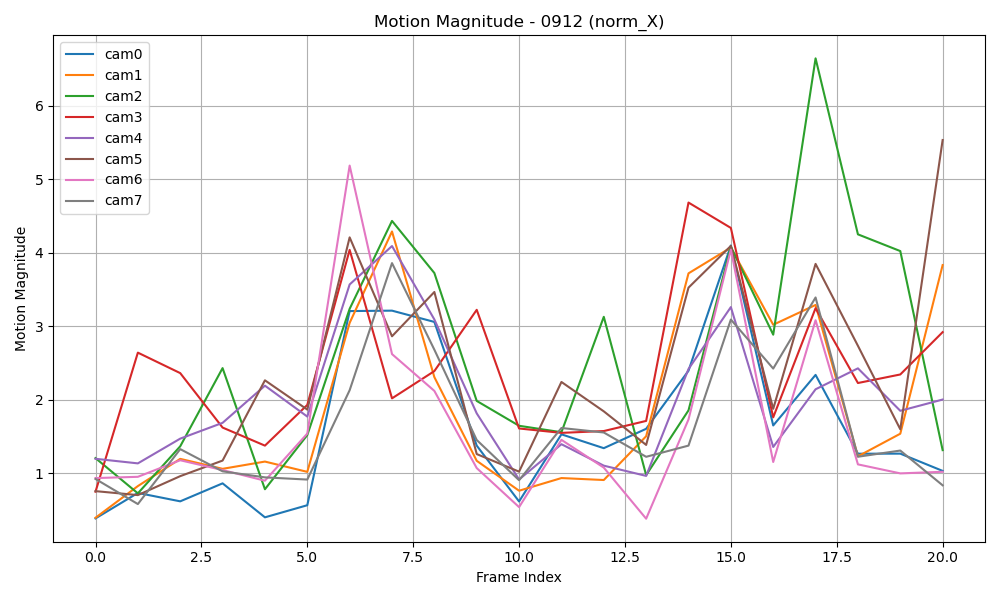 Motion Magnitude - 0912 (norm_X)
cam0
cam1
cam2
cam3
cam4
cam5
cam6
cam7
Motion Magnitude
6
5
4
3
2
1
0.0 2.5 5.0 7.5 10.0 12.5 15.0 17.5 20.0
Frame Index